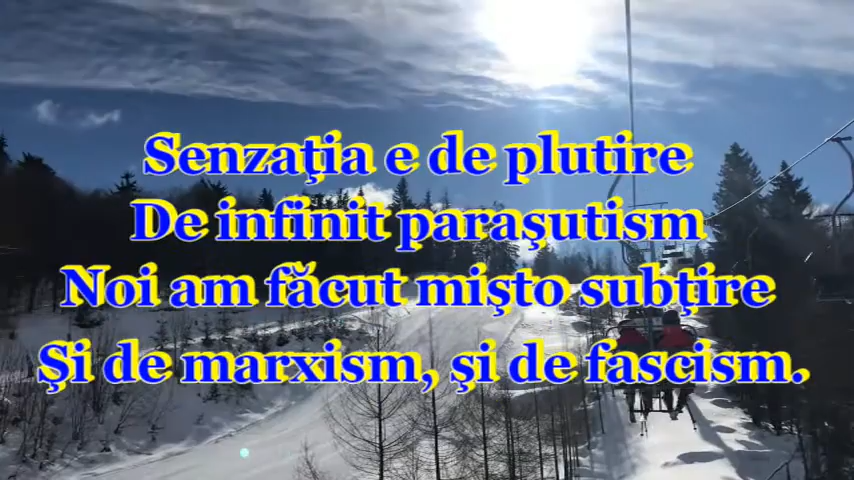 Senzaţia e de plutire
De infinit paraşutism
Noi am făcut mişto subţire
Şi de marxism, şi de fascism.